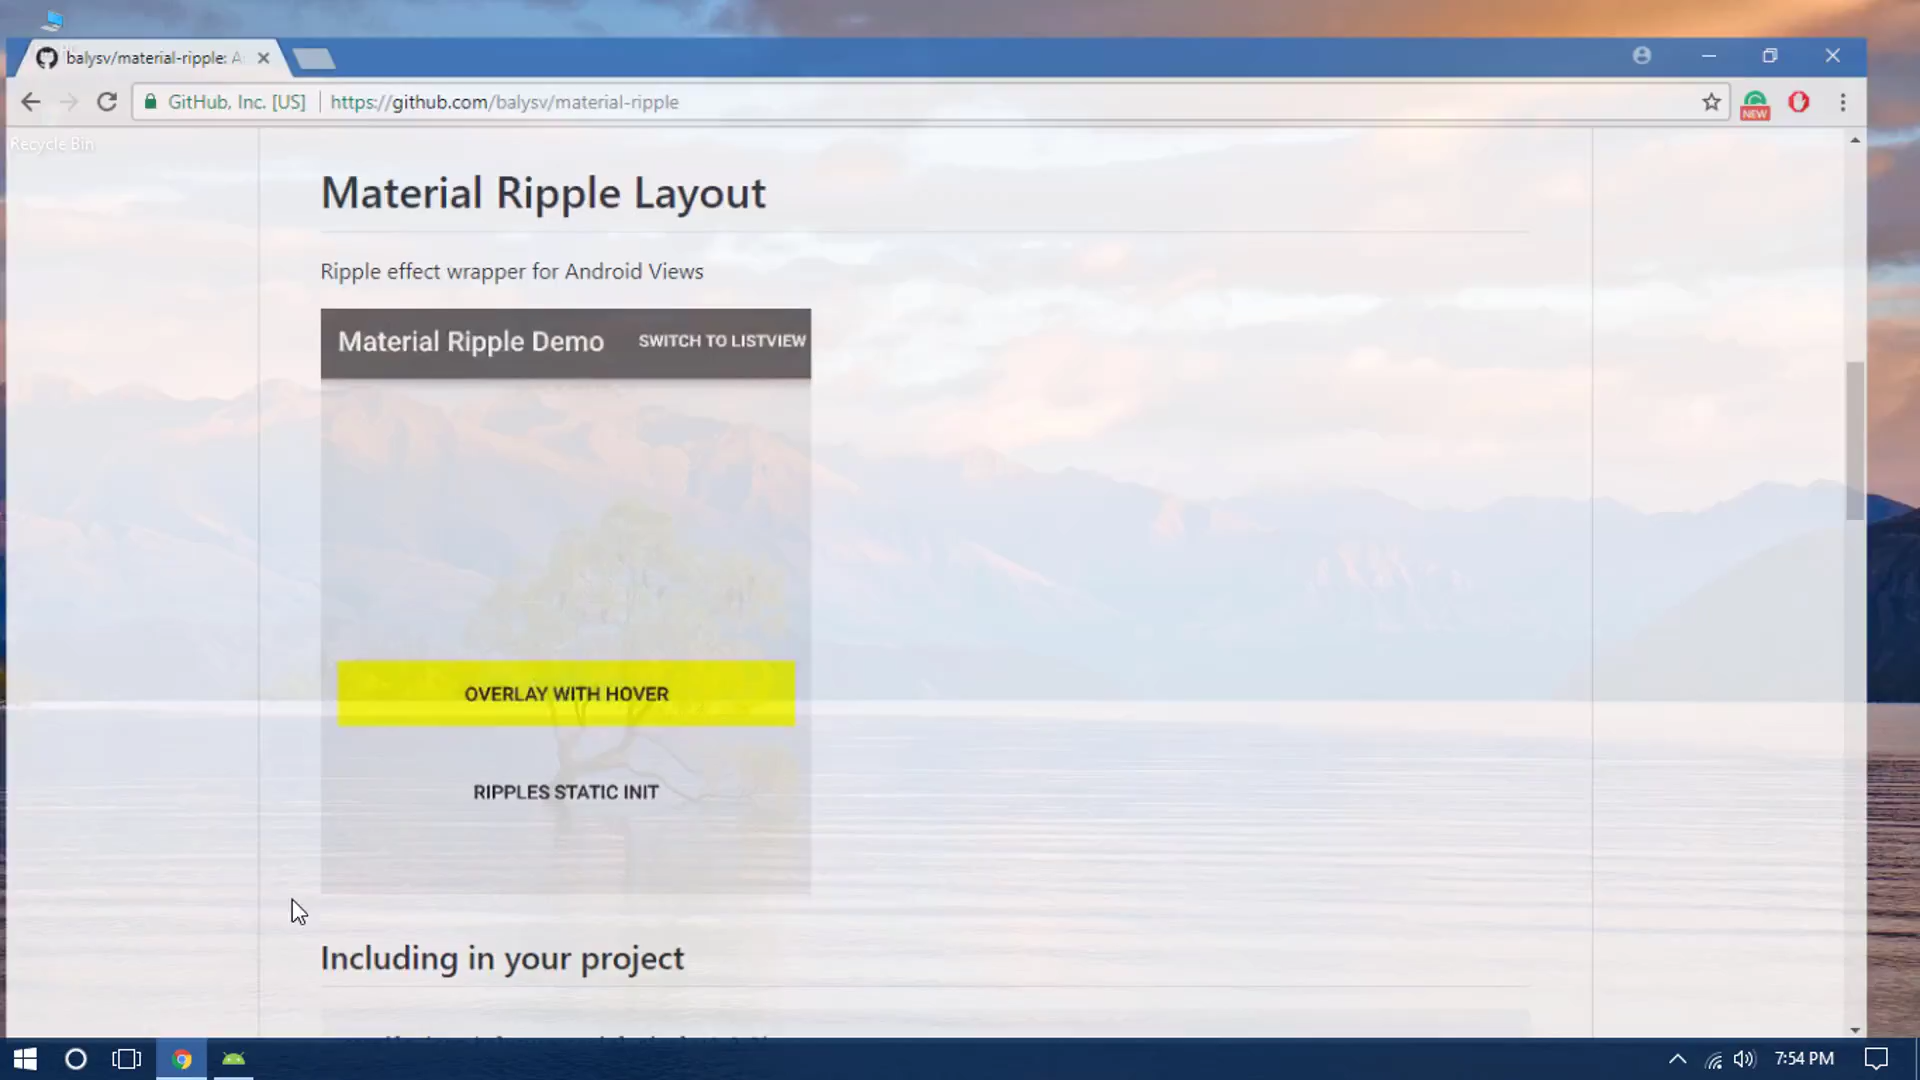 balysv/material-ripple: A
GitHub, Inc. [US]
https://github.com/balysv/material-ripple
NEW
Recycle Bin
Material Ripple Layout
Ripple effect wrapper for Android Views
Material Ripple Demo
SWITCH TO LISTVIEW
OVERLAY WITH HOVER
RIPPLES STATIC INIT
Including in your project
7:54 PM